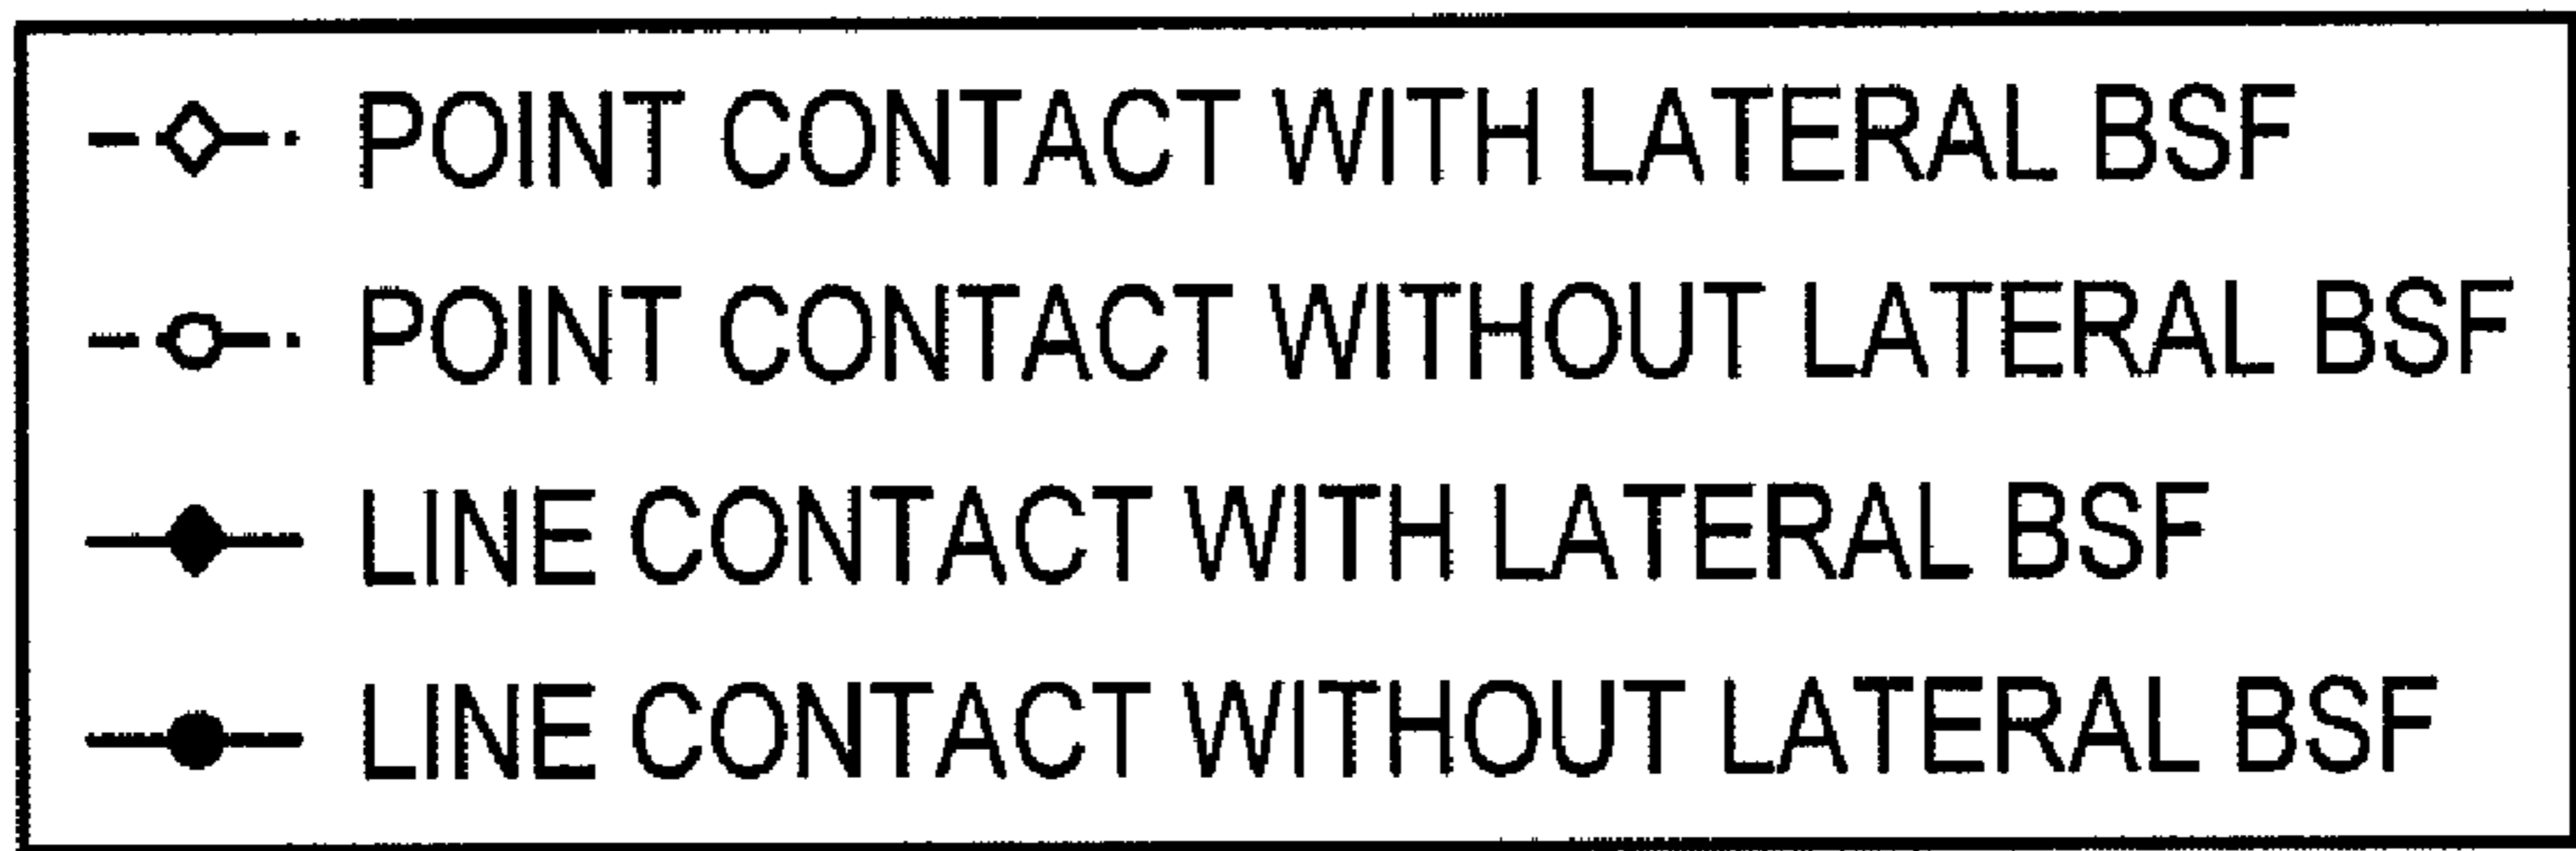 POINT CONTACT WITH LATERAL BSF
POINT CONTACT WITHOUT LATERAL BSF
LINE CONTACT WITH LATERAL BSF
LINE CONTACT WITHOUT LATERAL BSF